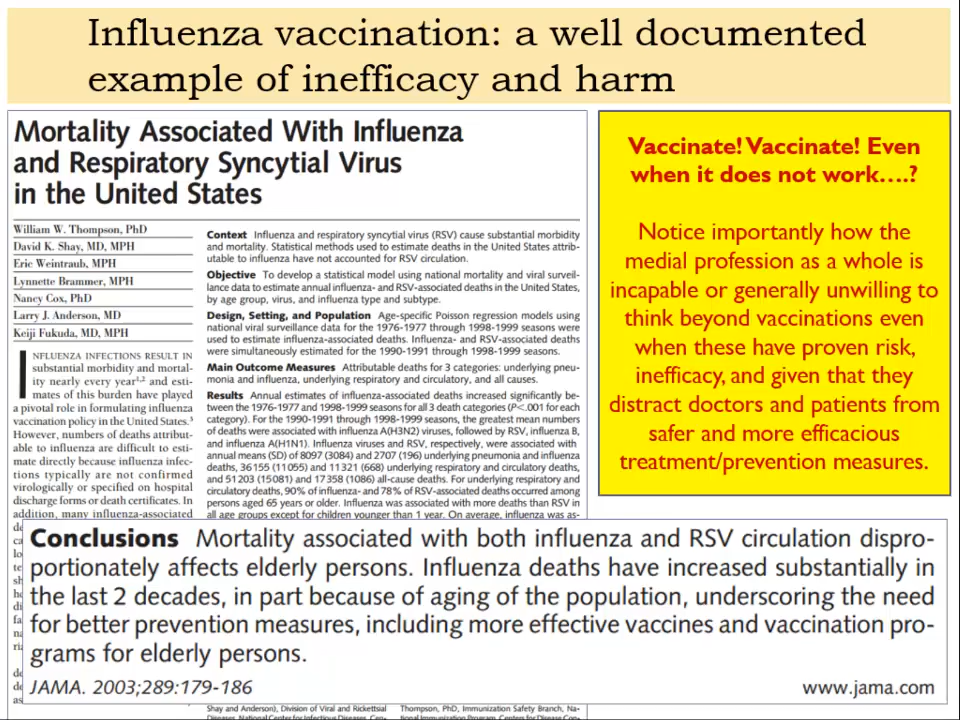 Influenza vaccination: a well documented
example of inefficacy and harm
Mortality Associated With Influenza
and Respiratory Syncytial Virus
in the United States
William W. Thompson, PhD
David K. Shay, MD, MPH
Eric Weintraub, MPH
Lynnette Brammer, MPH
Nancy Cox, PhD
Larry J. Anderson, MD
Keiji Fukuda, MD, MPH
INFLUENZA INFECTIONS RESULT IN
substantial morbidity and mortal-
ity nearly every year1,2 and esti-
mates of this burden have played
a pivotal role in formulating influenza
vaccination policy in the United States.3
However, numbers of deaths attribut-
able to influenza are difficult to esti-
mate directly because influenza infec-
tions typically are not confirmed
virologically or specified on hospital
discharge forms or death certificates. In
addition, many influenza-associated
Context Influenza and respiratory syncytial virus (RSV) cause substantial morbidity
and mortality. Statistical methods used to estimate deaths in the United States attrib-
utable to influenza have not accounted for RSV circulation.
Objective To develop a statistical model using national mortality and viral surveil-
lance data to estimate annual influenza- and RSV-associated deaths in the United States,
by age group, virus, and influenza type and subtype.
Design, Setting, and Population Age-specific Poisson regression models using
national viral surveillance data for the 1976-1977 through 1998-1999 seasons were
used to estimate influenza-associated deaths. Influenza- and RSV-associated deaths
were simultaneously estimated for the 1990-1991 through 1998-1999 seasons.
Main Outcome Measures Attributable deaths for 3 categories: underlying pneu-
monia and influenza, underlying respiratory and circulatory, and all causes.
Results Annual estimates of influenza-associated deaths increased significantly be-
tween the 1976-1977 and 1998-1999 seasons for all 3 death categories (P<.001 for each
category). For the 1990-1991 through 1998-1999 seasons, the greatest mean numbers
of deaths were associated with influenza A(H3N2) viruses, followed by RSV, influenza B,
and influenza A(H1N1). Influenza viruses and RSV, respectively, were associated with
annual means (SD) of 8097 (3084) and 2707 (196) underlying pneumonia and influenza
deaths, 36 155 (11 055) and 11 321 (668) underlying respiratory and circulatory deaths,
and 51 203 (15 081) and 17 358 (1086) all-cause deaths. For underlying respiratory and
circulatory deaths, 90% of influenza- and 78% of RSV-associated deaths occurred among
persons aged 65 years or older. Influenza was associated with more deaths than RSV in
all age groups except for children younger than 1 year. On average, influenza was as-
Vaccinate! Vaccinate! Even
when it does not work….?
Notice importantly how the
medial profession as a whole is
incapable or generally unwilling to
think beyond vaccinations even
when these have proven risk,
inefficacy, and given that they
distract doctors and patients from
safer and more efficacious
treatment/prevention measures.
Conclusions Mortality associated with both influenza and RSV circulation dispro-
portionately affects elderly persons. Influenza deaths have increased substantially in
the last 2 decades, in part because of aging of the population, underscoring the need
for better prevention measures, including more effective vaccines and vaccination pro-
grams for elderly persons.
JAMA. 2003;289:179-186
www.jama.com
Shay and Anderson), Division of Viral and Rickettsial
Thompson, PhD, Immunization Safety Branch, Na-